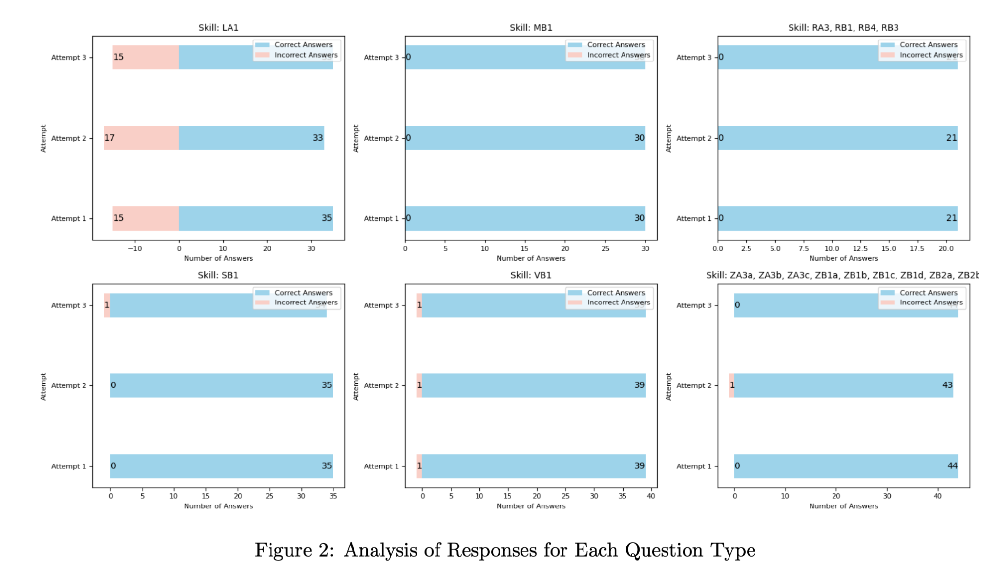 Skill: LA1
Correct Answers
Incorrect Answers
Attempt 3
15
35
Attempt 2
17
33
Attempt 1
15
35
Attempt
−10
0
10
20
30
Number of Answers
Skill: MB1
Correct Answers
Incorrect Answers
Attempt 3
0
30
Attempt 2
0
30
Attempt 1
0
30
Attempt
0
5
10
15
20
25
30
Number of Answers
Skill: RA3, RB1, RB4, RB3
Correct Answers
Incorrect Answers
Attempt 3
0
21
Attempt 2
0
21
Attempt 1
0
21
Attempt
0.0
2.5
5.0
7.5
10.0
12.5
15.0
17.5
20.0
Number of Answers
Skill: SB1
Correct Answers
Incorrect Answers
Attempt 3
1
34
Attempt 2
0
35
Attempt 1
0
35
Attempt
0
5
10
15
20
25
30
35
Number of Answers
Skill: VB1
Correct Answers
Incorrect Answers
Attempt 3
1
39
Attempt 2
1
39
Attempt 1
1
39
Attempt
0
5
10
15
20
25
30
35
40
Number of Answers
Skill: ZA3a, ZA3b, ZA3c, ZB1a, ZB1b, ZB1c, ZB1d, ZB2a, ZB2b
Correct Answers
Incorrect Answers
Attempt 3
0
44
Attempt 2
1
43
Attempt 1
0
44
Attempt
0
10
20
30
40
Number of Answers
Figure 2: Analysis of Responses for Each Question Type